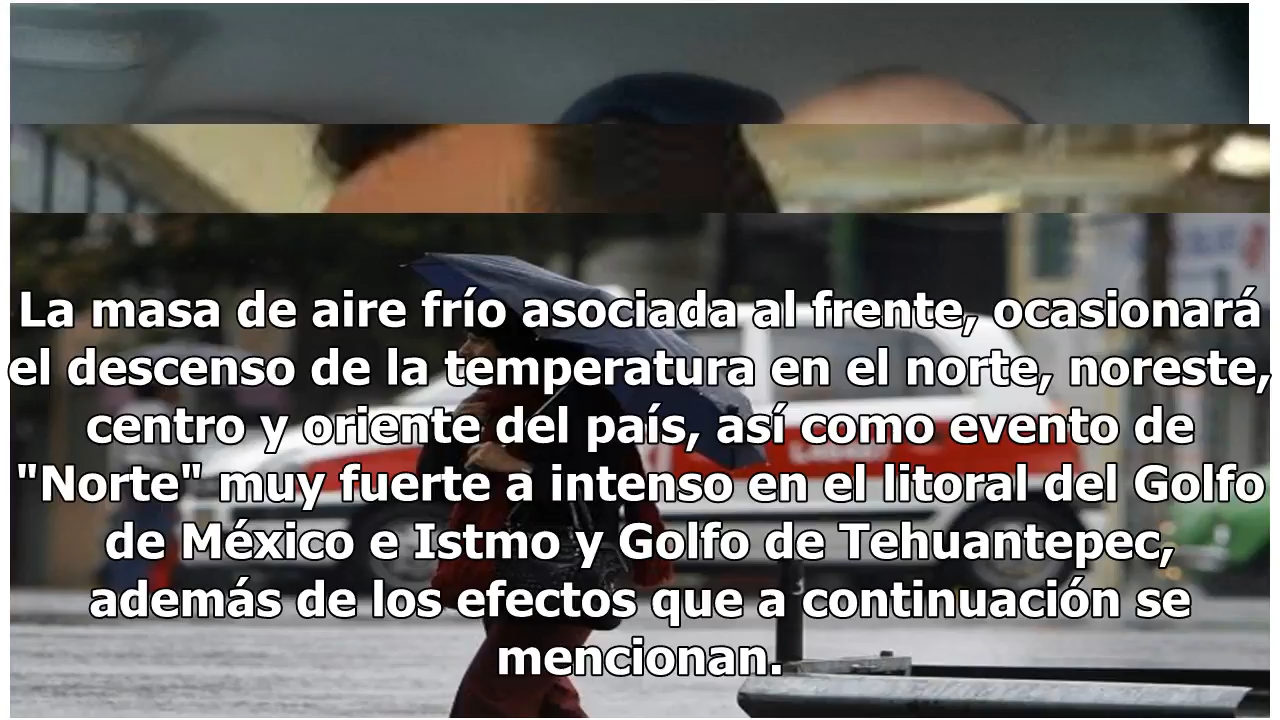 La masa de aire frío asociada al frente, ocasionará
el descenso de la temperatura en el norte, noreste,
centro y oriente del país, así como evento de
"Norte" muy fuerte a intenso en el litoral del Golfo
de México e Istmo y Golfo de Tehuantepec,
además de los efectos que a continuación se
mencionan.